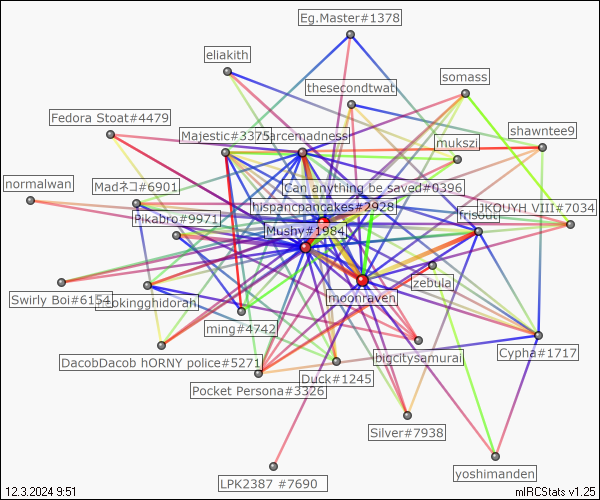 Eg.Master#1378
eliakith
somass
thesecondtwat
Fedora Stoat#4479
shawntee9
Majestic#3375
arcemadness
mukszi
normalwan
Madネコ#6901
Can anything be saved#0396
hispancpancakes#2928
JKOUYH VIII#7034
Pikabro#9971
frisout
Mushy#1984
zebula
moonraven
Swirly Boi#6154
okingghidorah
ming#4742
bigcitysamurai
Cypha#1717
DacobDacob hORNY police#5271
Duck#1245
Pocket Persona#3326
Silver#7938
yoshimanden
LPK2387 #7690
12.3.2024 9:51
mIRCStats v1.25